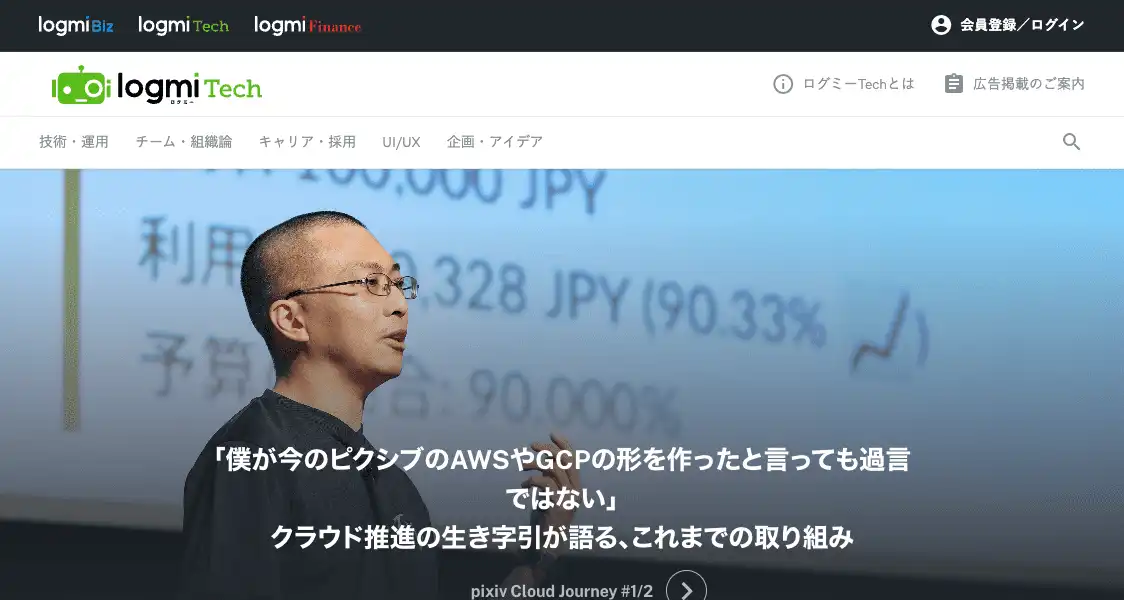 logmi Biz logmi Tech logmi Finance 会員登録／ログイン
logmi Tech ログミーTechとは 広告掲載のご案内
ログミー
技術・運用 チーム・組織論 キャリア・採用 UI/UX 企画・アイデア
100,000 JPY
利用 ,328 JPY (90.33% )
予算 合: 90.000%
「僕が今のピクシブのAWSやGCPの形を作ったと言っても過言
ではない」
クラウド推進の生き字引が語る、これまでの取り組み
pixiv Cloud Journey #1/2